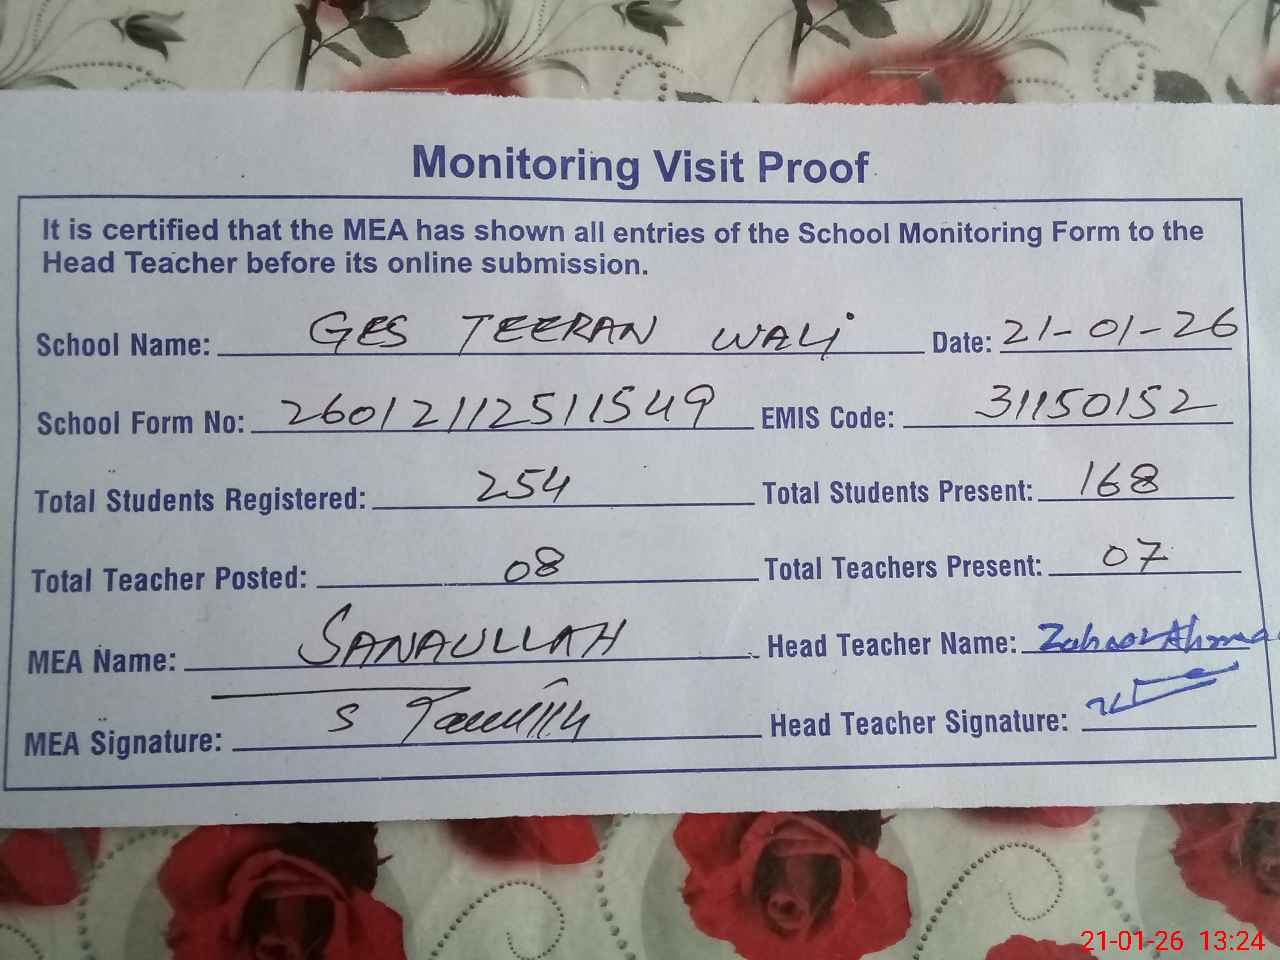 Monitoring Visit Proof
It is certified that the MEA has shown all entries of the School Monitoring Form to the
Head Teacher before its online submission.
School Name: GES TEERAN WALI Date: 21-01-26
School Form No: 260121112511549 EMIS Code: 31150152
Total Students Registered: 254 Total Students Present: 168
Total Teacher Posted: 08 Total Teachers Present: 07
MEA Name: SANAULLAH Head Teacher Name: Zahoor Ahmad
MEA Signature: Head Teacher Signature:
21-01-26 13:24